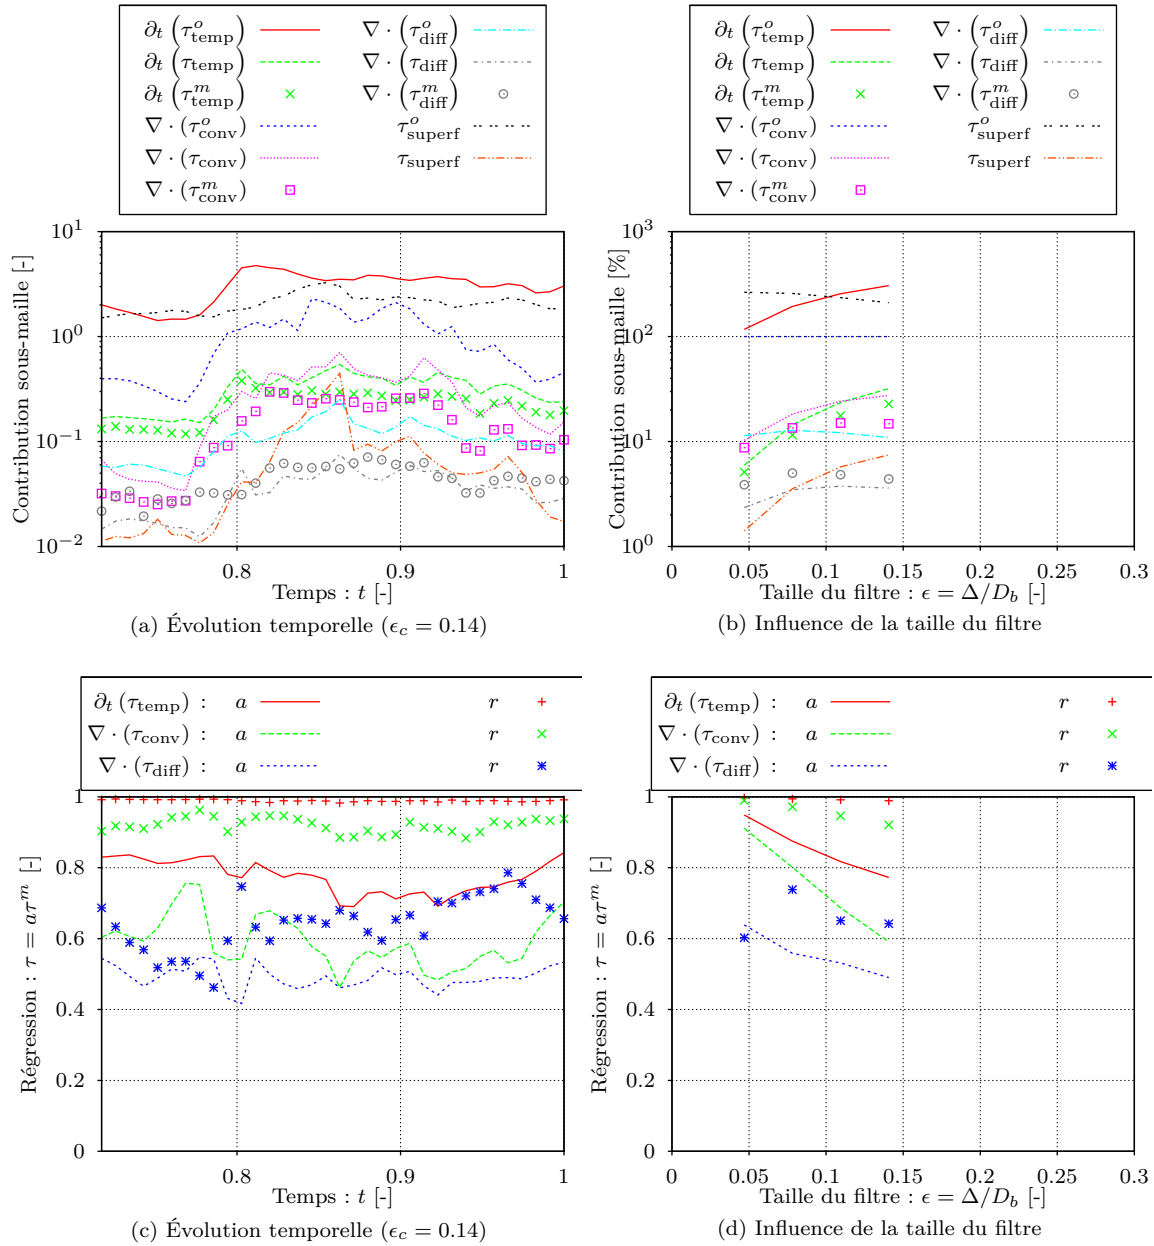 ∂t (τ^o_temp) ∇ · (τ^o_diff)
∂t (τ_temp) ∇ · (τ_diff)
∂t (τ^m_temp) ∇ · (τ^m_diff)
∇ · (τ^o_conv) τ^o_superf
∇ · (τ_conv) τ_superf
∇ · (τ^m_conv)
Contribution sous-maille [-]
10^1
10^0
10^−1
10^−2
0.8 0.9 1
Temps : t [-]
(a) Évolution temporelle (ϵ_c = 0.14)
∂t (τ^o_temp) ∇ · (τ^o_diff)
∂t (τ_temp) ∇ · (τ_diff)
∂t (τ^m_temp) ∇ · (τ^m_diff)
∇ · (τ^o_conv) τ^o_superf
∇ · (τ_conv) τ_superf
∇ · (τ^m_conv)
Contribution sous-maille [%]
10^3
10^2
10^1
10^0
0 0.05 0.1 0.15 0.2 0.25 0.3
Taille du filtre : ϵ = Δ/D_b [-]
(b) Influence de la taille du filtre
∂t (τ_temp) : a r
∇ · (τ_conv) : a r
∇ · (τ_diff) : a r
Régression : τ = aτ^m [-]
1
0.8
0.6
0.4
0.2
0
0.8 0.9 1
Temps : t [-]
(c) Évolution temporelle (ϵ_c = 0.14)
∂t (τ_temp) : a r
∇ · (τ_conv) : a r
∇ · (τ_diff) : a r
Régression : τ = aτ^m [-]
1
0.8
0.6
0.4
0.2
0
0 0.05 0.1 0.15 0.2 0.25 0.3
Taille du filtre : ϵ = Δ/D_b [-]
(d) Influence de la taille du filtre